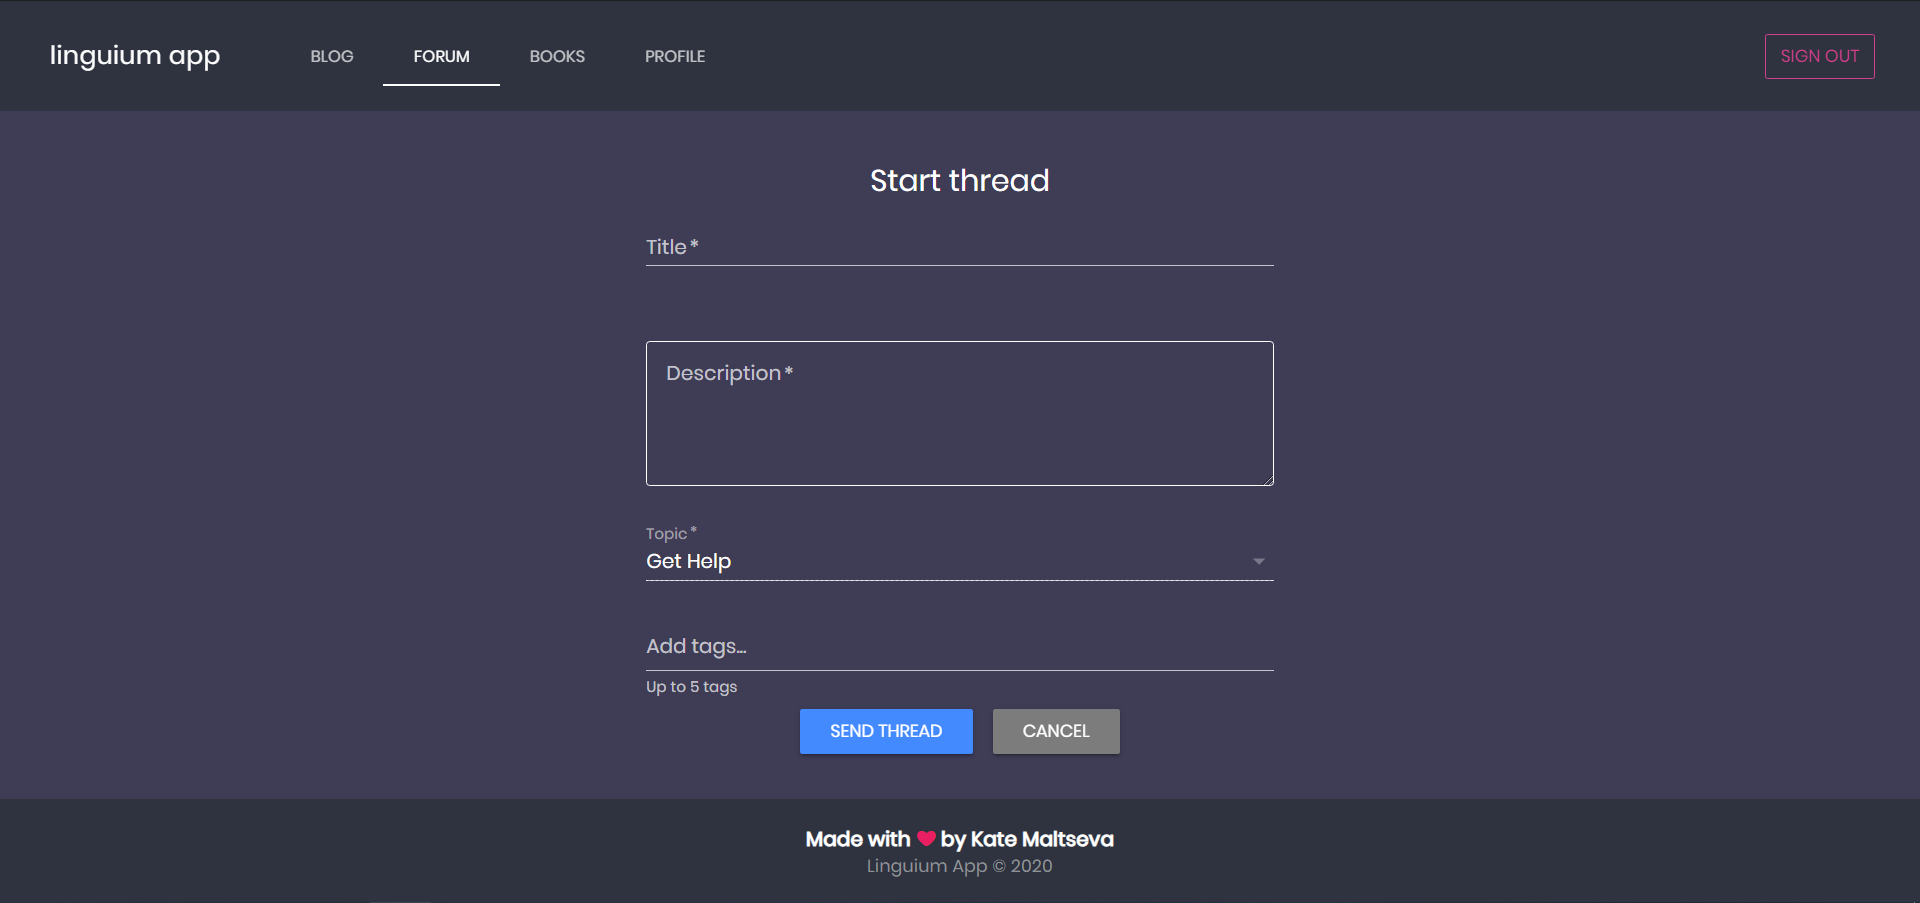 linguium app BLOG FORUM BOOKS PROFILE SIGN OUT
Start thread
Title *
Description *
Topic *
Get Help
Add tags...
Up to 5 tags
SEND THREAD CANCEL
Made with ❤ by Kate Maltseva
Linguium App © 2020